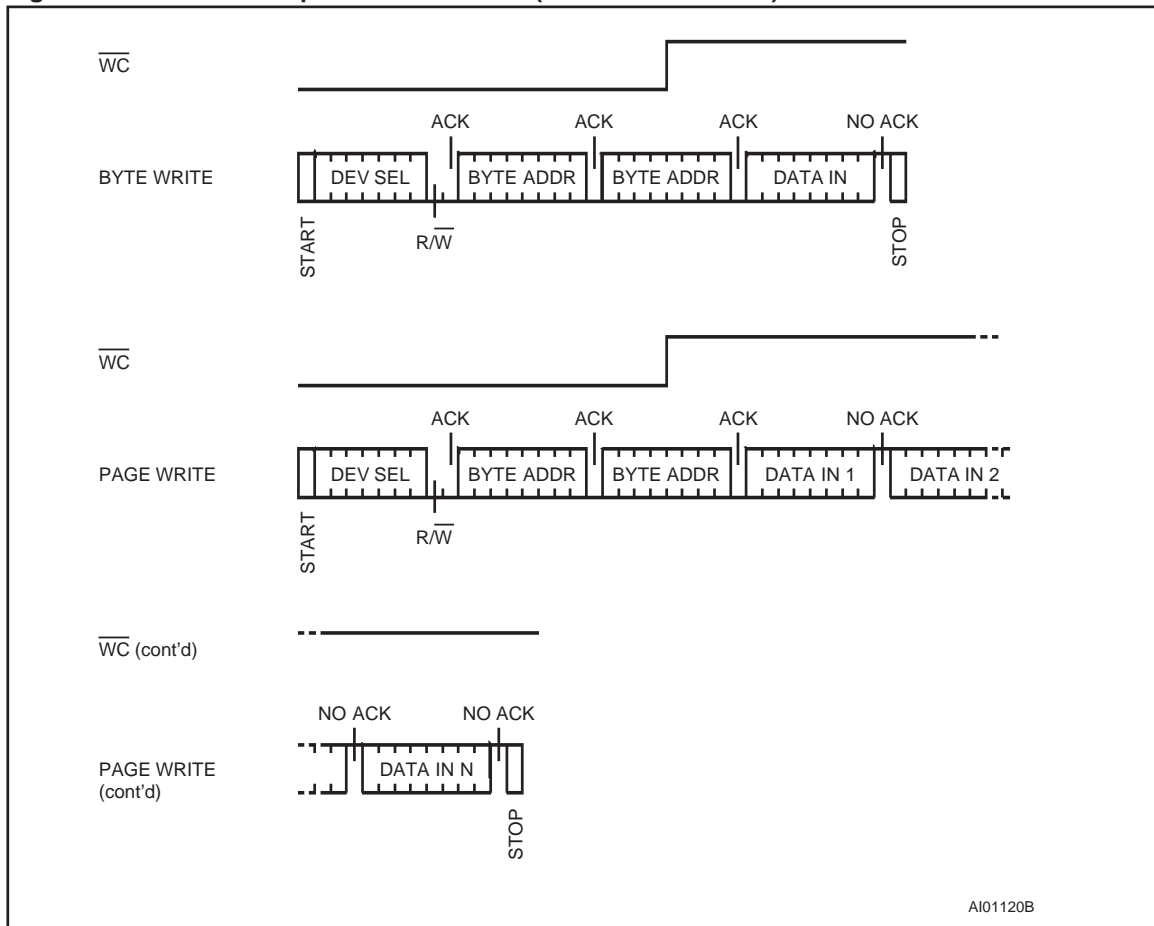 WC
ACK ACK ACK NO ACK
BYTE WRITE DEV SEL BYTE ADDR BYTE ADDR DATA IN
R/W
START
STOP
WC
ACK ACK ACK NO ACK
PAGE WRITE DEV SEL BYTE ADDR BYTE ADDR DATA IN 1 DATA IN 2
R/W
START
WC (cont'd)
NO ACK NO ACK
PAGE WRITE DATA IN N
(cont'd)
STOP
AI01120B